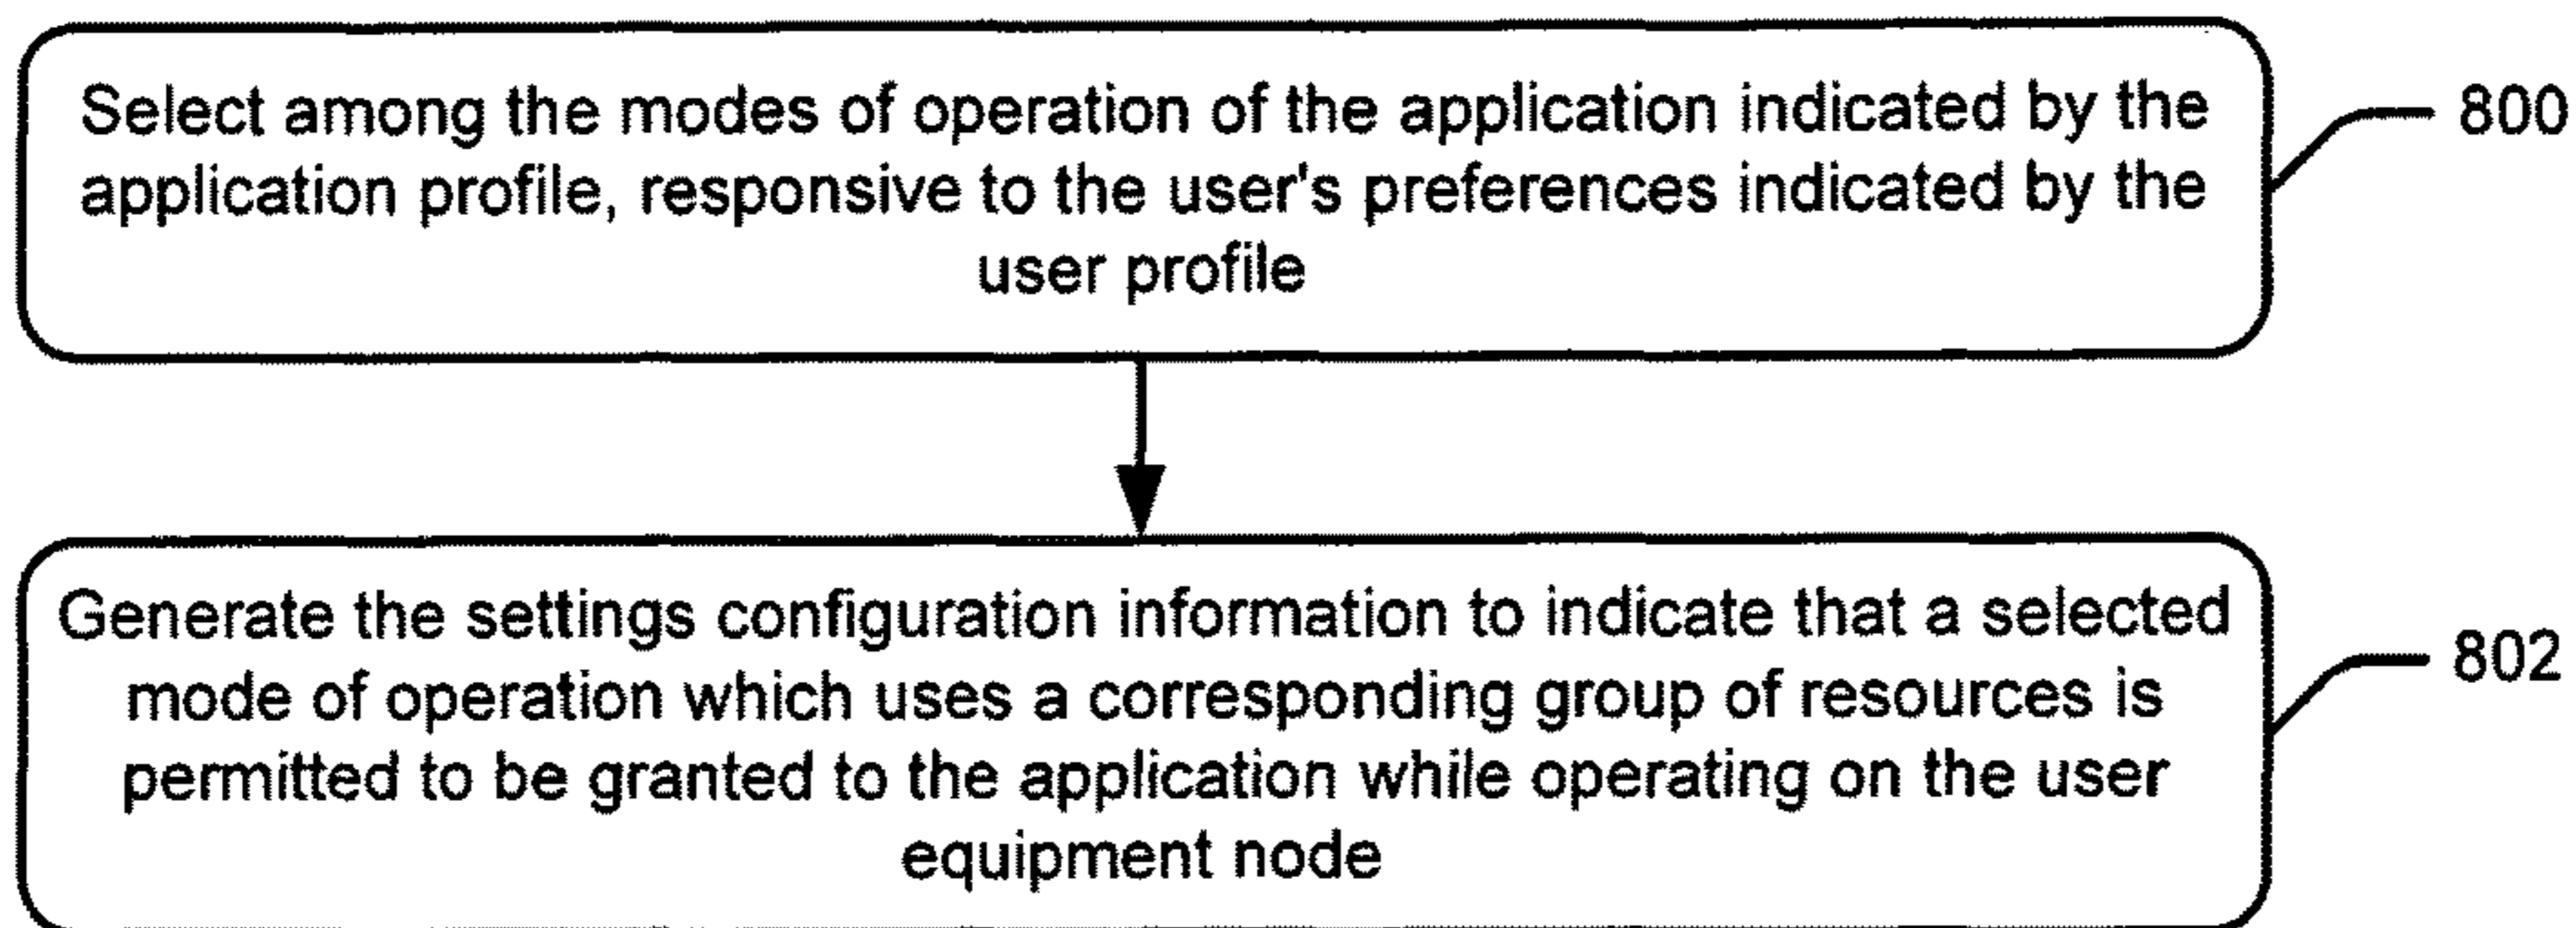 Select among the modes of operation of the application indicated by the
application profile, responsive to the user's preferences indicated by the
user profile
800
Generate the settings configuration information to indicate that a selected
mode of operation which uses a corresponding group of resources is
permitted to be granted to the application while operating on the user
equipment node
802